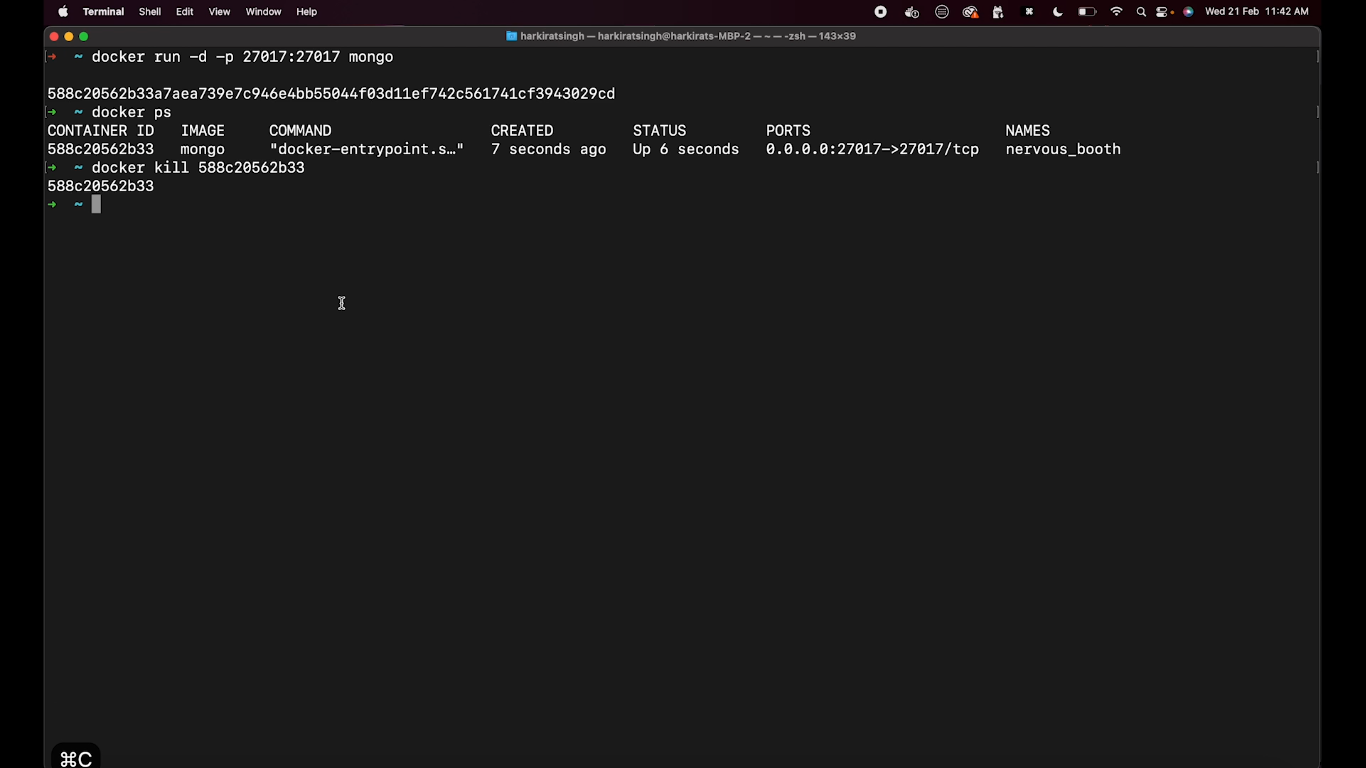 Terminal Shell Edit View Window Help Wed 21 Feb 11:42 AM
harkiratsingh — harkiratsingh@harkirats-MBP-2 — ~ — -zsh — 143×39
[➜ ~ docker run -d -p 27017:27017 mongo ]
588c20562b33a7aea739e7c946e4bb55044f03d11ef742c561741cf3943029cd
[➜ ~ docker ps ]
CONTAINER ID IMAGE COMMAND CREATED STATUS PORTS NAMES
588c20562b33 mongo "docker-entrypoint.s…" 7 seconds ago Up 6 seconds 0.0.0.0:27017->27017/tcp nervous_booth
[➜ ~ docker kill 588c20562b33 ]
588c20562b33
➜ ~
⌘C